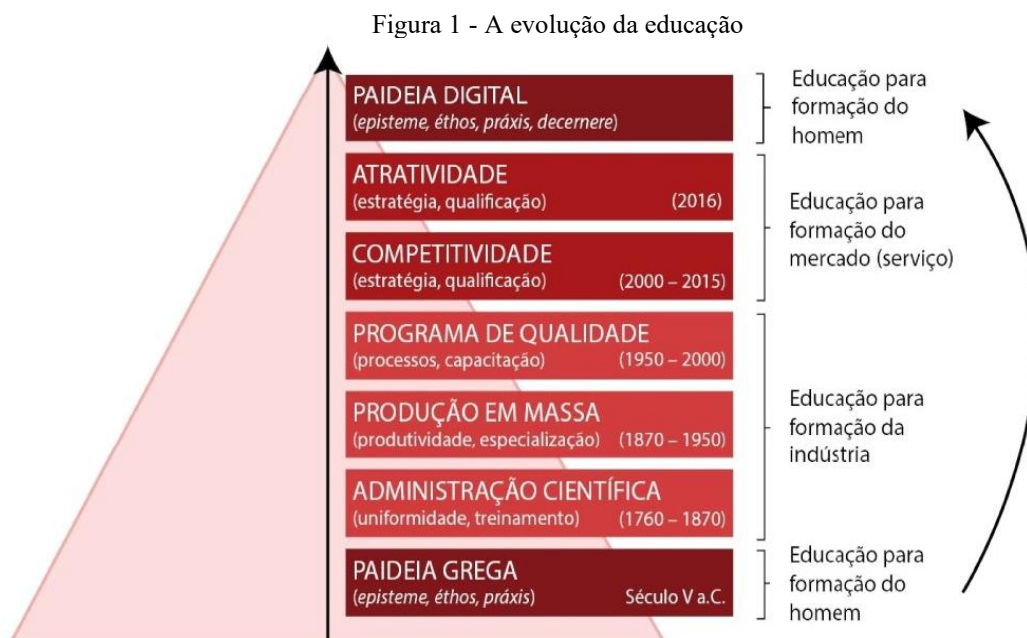 Figura 1 - A evolução da educação
PAIDEIA DIGITAL
(episteme, éthos, práxis, decernere)
Educação para
formação do
homem
ATRATIVIDADE
(estratégia, qualificação) (2016)
COMPETITIVIDADE
(estratégia, qualificação) (2000 – 2015)
Educação para
formação do
mercado (serviço)
PROGRAMA DE QUALIDADE
(processos, capacitação) (1950 – 2000)
PRODUÇÃO EM MASSA
(produtividade, especialização) (1870 – 1950)
ADMINISTRAÇÃO CIENTÍFICA
(uniformidade, treinamento) (1760 – 1870)
Educação para
formação da
indústria
PAIDEIA GREGA
(episteme, éthos, práxis) Século V a.C.
Educação para
formação do
homem